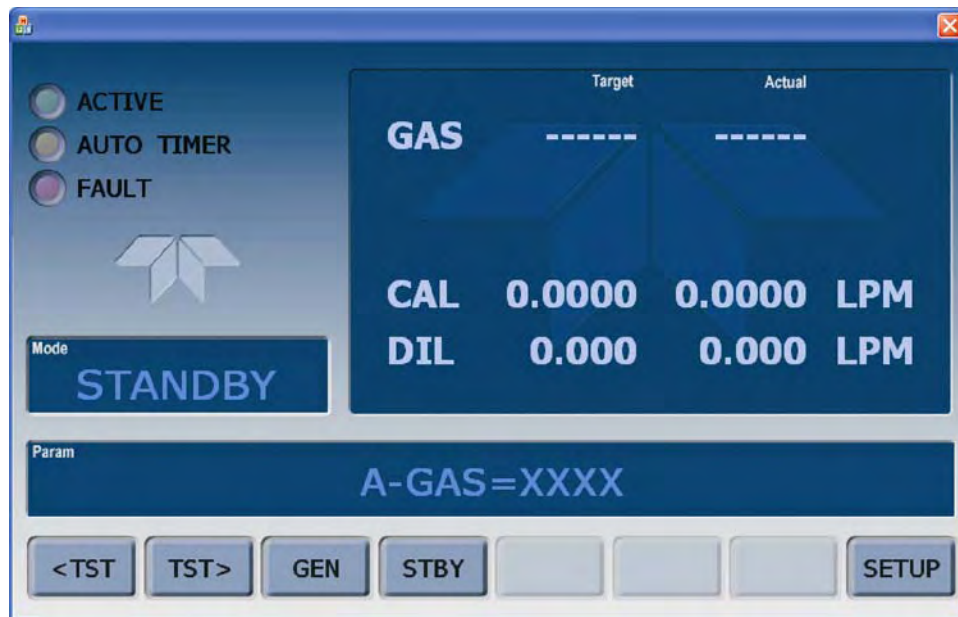 ACTIVE
AUTO TIMER
FAULT
Mode
STANDBY
Target Actual
GAS ------ ------
CAL 0.0000 0.0000 LPM
DIL 0.000 0.000 LPM
Param
A-GAS=XXXX
<TST TST> GEN STBY SETUP